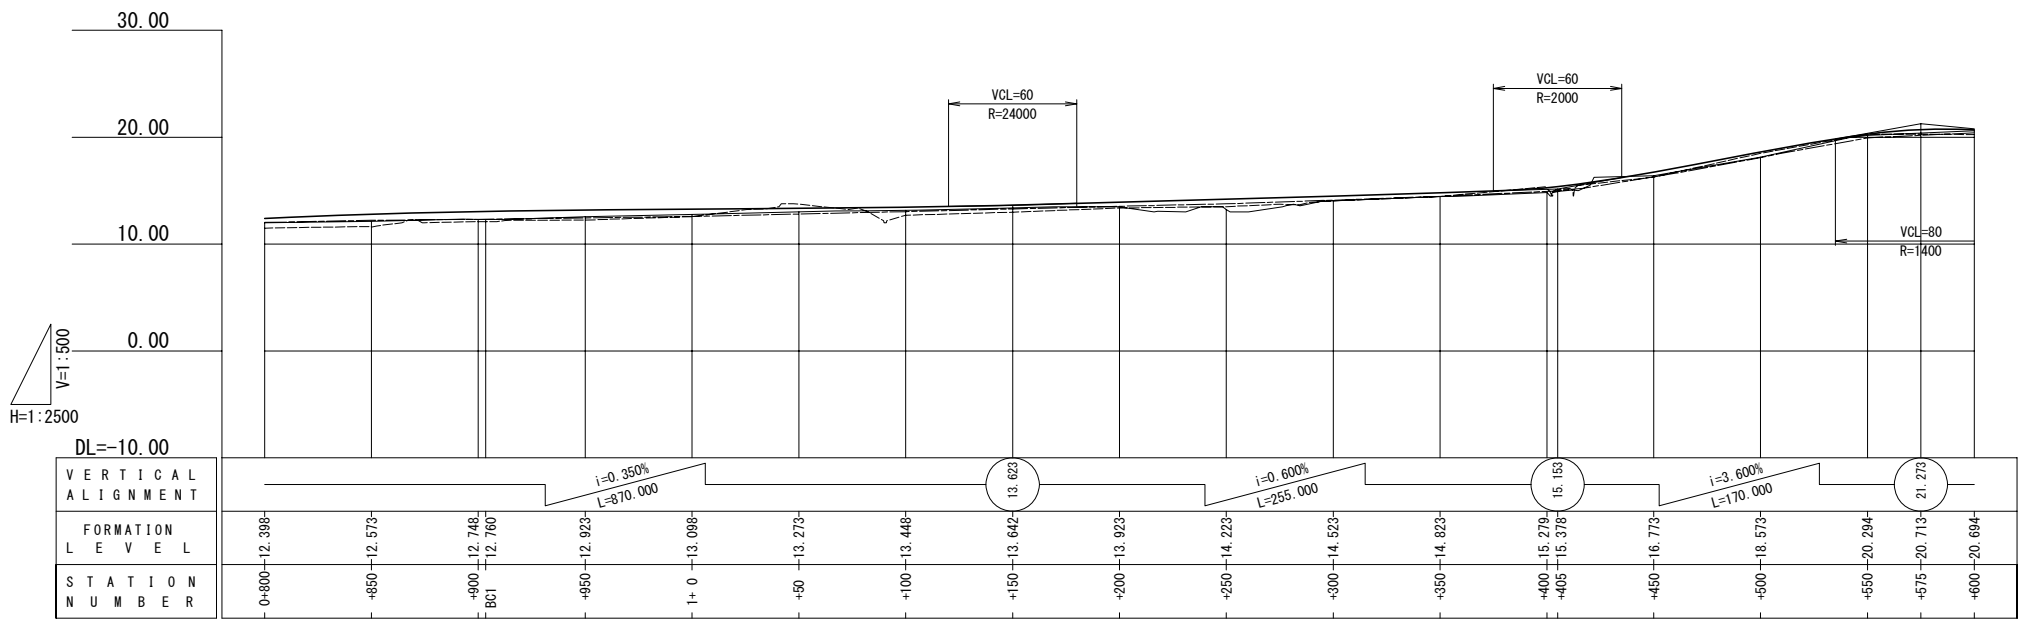 30.00
20.00
10.00
0.00
DL=-10.00
V=1:500
H=1:2500
VCL=60
R=24000
VCL=60
R=2000
VCL=80
R=1400
VERTICAL
ALIGNMENT
i=0.350%
L=870.000
13.623
i=0.600%
L=255.000
15.153
i=3.600%
L=170.000
21.273
FORMATION
LEVEL
12.398
12.573
12.748
12.760
12.923
13.098
13.273
13.448
13.642
13.923
14.223
14.523
14.823
15.279
15.378
16.773
18.573
20.294
20.713
20.694
STATION
NUMBER
0+800
+850
+900
BC1
+950
1+ 0
+50
+100
+150
+200
+250
+300
+350
+400
+405
+450
+500
+550
+575
+600